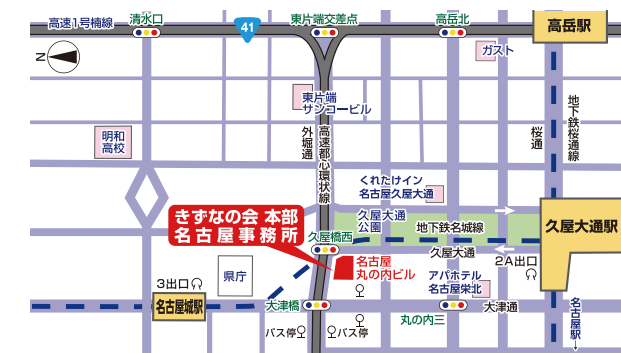 高速1号楠線
清水口
41
東片端交差点
高岳北
高岳駅
ガスト
N
東片端
サンコービル
地下鉄桜通線
桜通
外堀通
高速都心環状線
明和
高校
くれたけイン
名古屋久屋大通
きずなの会 本部
名古屋事務所
久屋大通
公園
地下鉄名城線
久屋大通駅
久屋橋西
久屋大通
2A出口
名古屋
丸の内ビル
県庁
3出口
アパホテル
名古屋栄北
名古屋城駅
大津橋
大津通
丸の内三
バス停
バス停
名古屋駅→